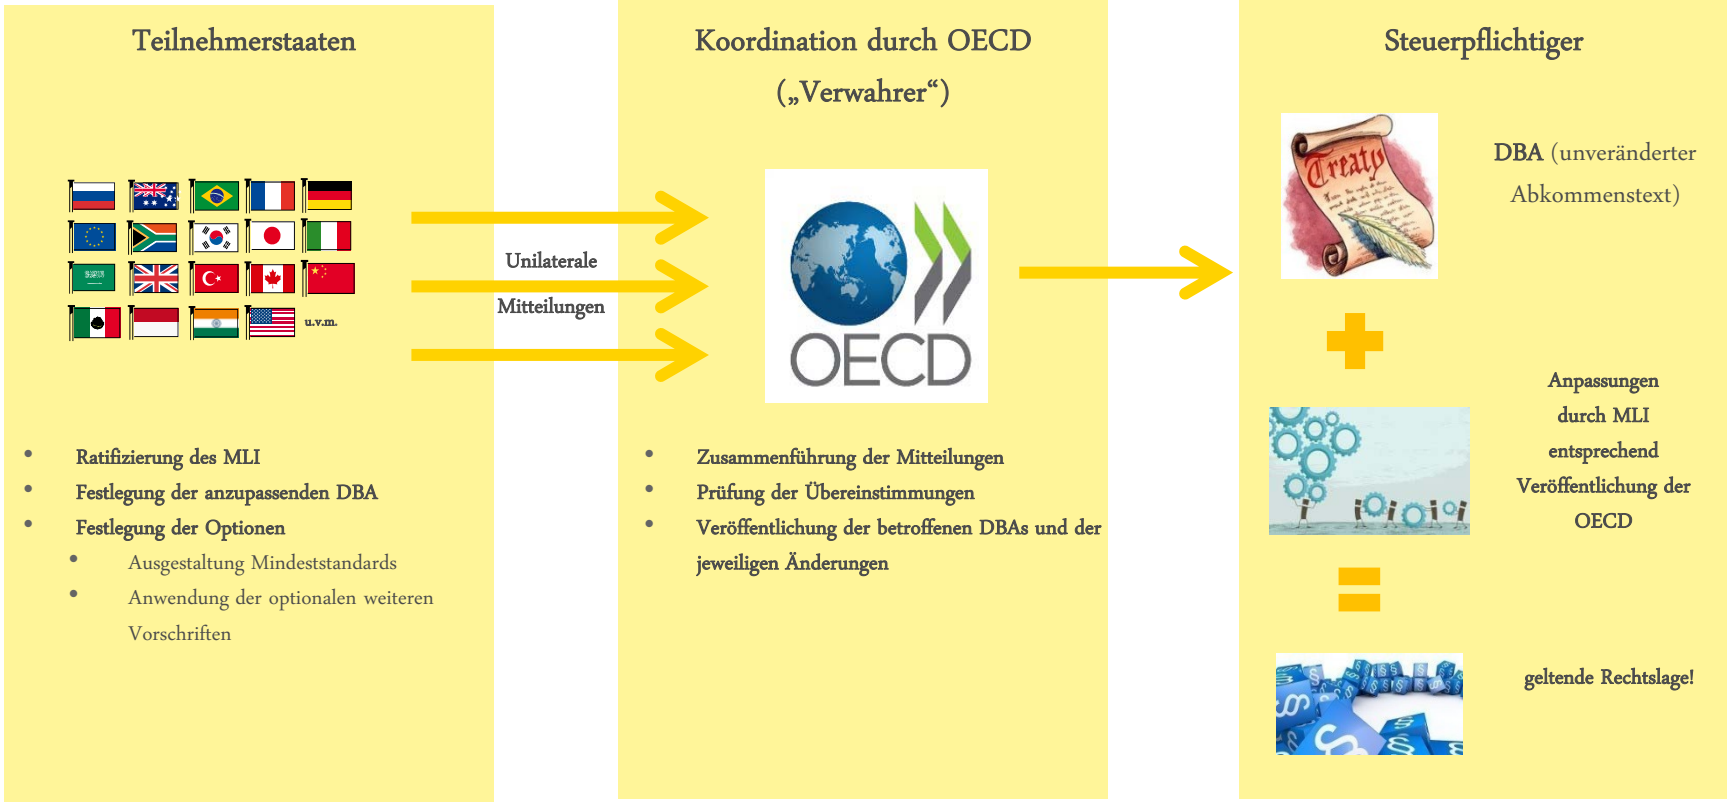 Teilnehmerstaaten
u.v.m.
Ratifizierung des MLI
Festlegung der anzupassenden DBA
Festlegung der Optionen
Ausgestaltung Mindeststandards
Anwendung der optionalen weiteren
Vorschriften
Unilaterale
Mitteilungen
Koordination durch OECD
(„Verwahrer“)
OECD
Zusammenführung der Mitteilungen
Prüfung der Übereinstimmungen
Veröffentlichung der betroffenen DBAs und der
jeweiligen Änderungen
Steuerpflichtiger
Treaty
DBA (unveränderter
Abkommenstext)
Anpassungen
durch MLI
entsprechend
Veröffentlichung der
OECD
geltende Rechtslage!